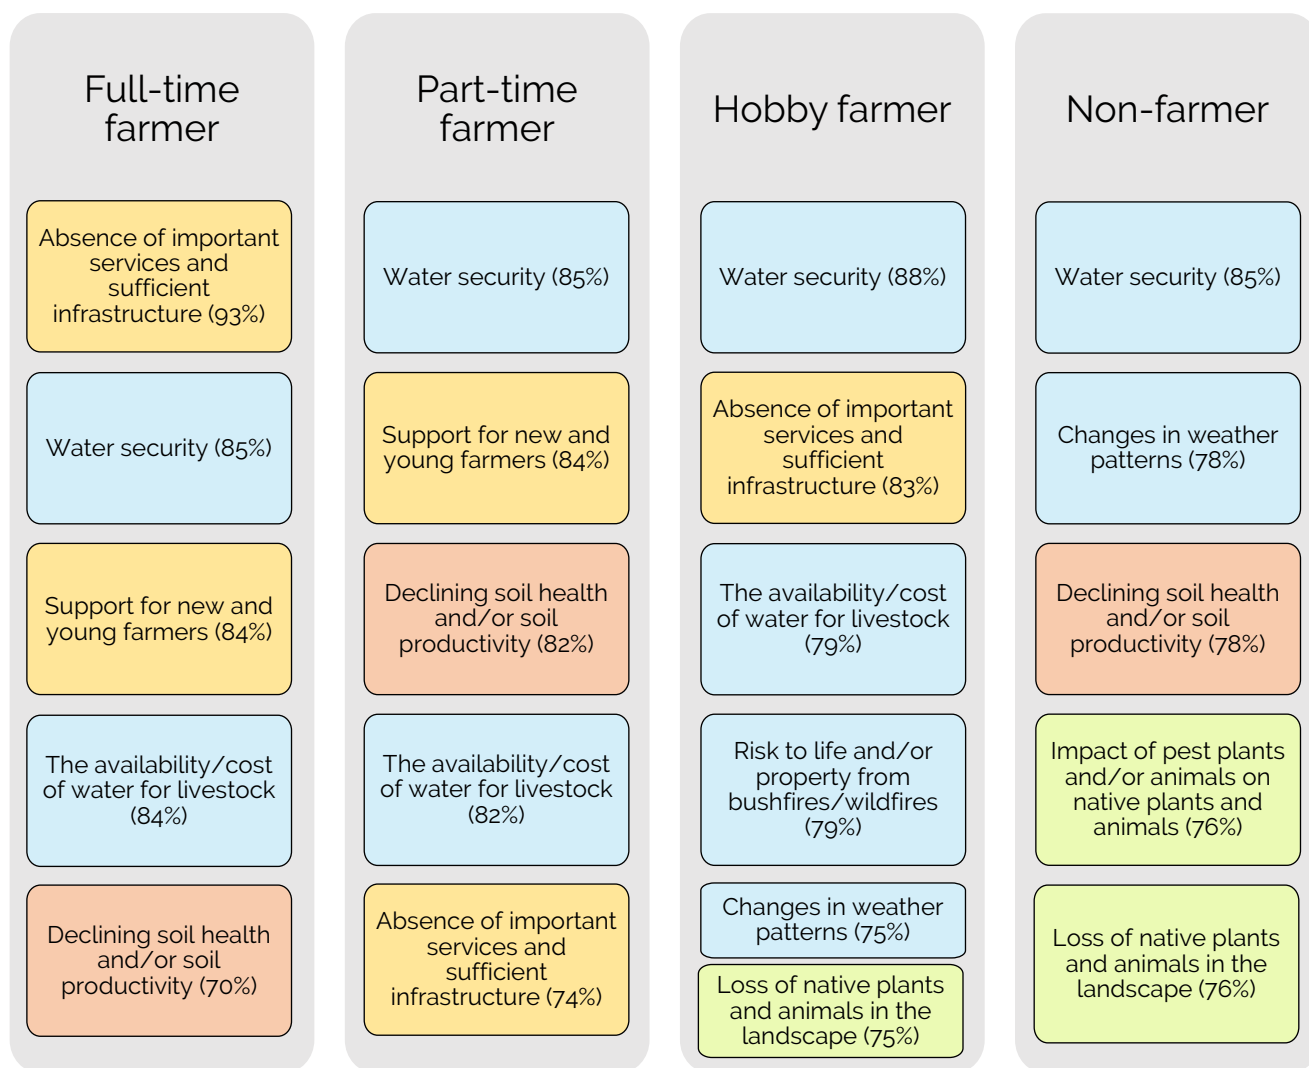 Full-time
farmer
Absence of important
services and
sufficient
infrastructure (93%)
Water security (85%)
Support for new and
young farmers (84%)
The availability/cost
of water for livestock
(84%)
Declining soil health
and/or soil
productivity (70%)
Part-time
farmer
Water security (85%)
Support for new and
young farmers (84%)
Declining soil health
and/or soil
productivity (82%)
The availability/cost
of water for livestock
(82%)
Absence of important
services and
sufficient
infrastructure (74%)
Hobby farmer
Water security (88%)
Absence of important
services and
sufficient
infrastructure (83%)
The availability/cost
of water for livestock
(79%)
Risk to life and/or
property from
bushfires/wildfires
(79%)
Changes in weather
patterns (75%)
Loss of native plants
and animals in the
landscape (75%)
Non-farmer
Water security (85%)
Changes in weather
patterns (78%)
Declining soil health
and/or soil
productivity (78%)
Impact of pest plants
and/or animals on
native plants and
animals (76%)
Loss of native plants
and animals in the
landscape (76%)